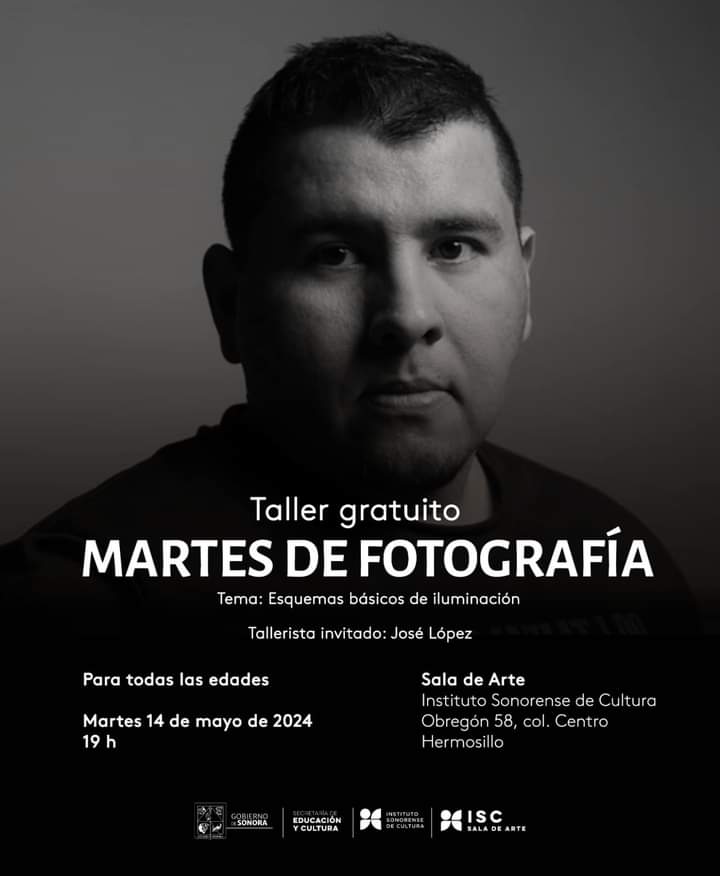 Taller gratuito
MARTES DE FOTOGRAFÍA
Tema: Esquemas básicos de iluminación
Tallerista invitado: José López
Para todas las edades
Martes 14 de mayo de 2024
19 h
Sala de Arte
Instituto Sonorense de Cultura
Obregón 58, col. Centro
Hermosillo
GOBIERNO
DE SONORA
SECRETARÍA DE
EDUCACIÓN
Y CULTURA
INSTITUTO
SONORENSE
DE CULTURA
ISC
SALA DE ARTE